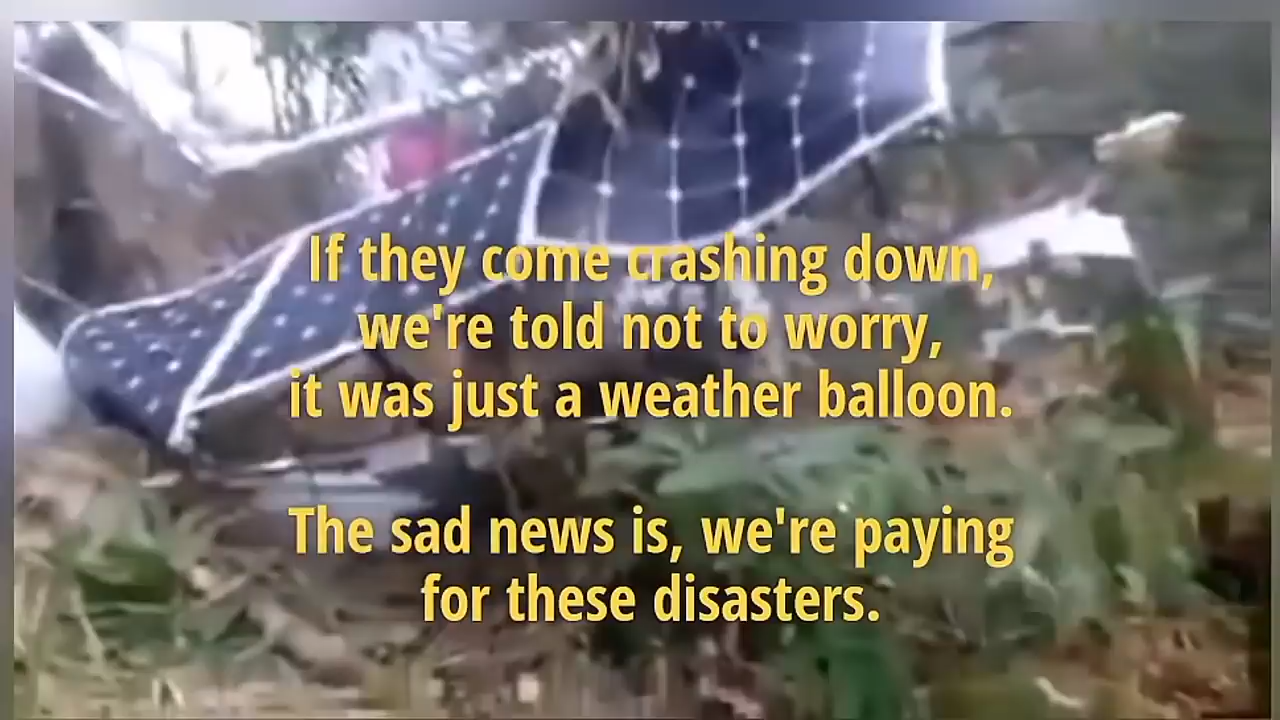 If they come crashing down,
we're told not to worry,
it was just a weather balloon.
The sad news is, we're paying
for these disasters.